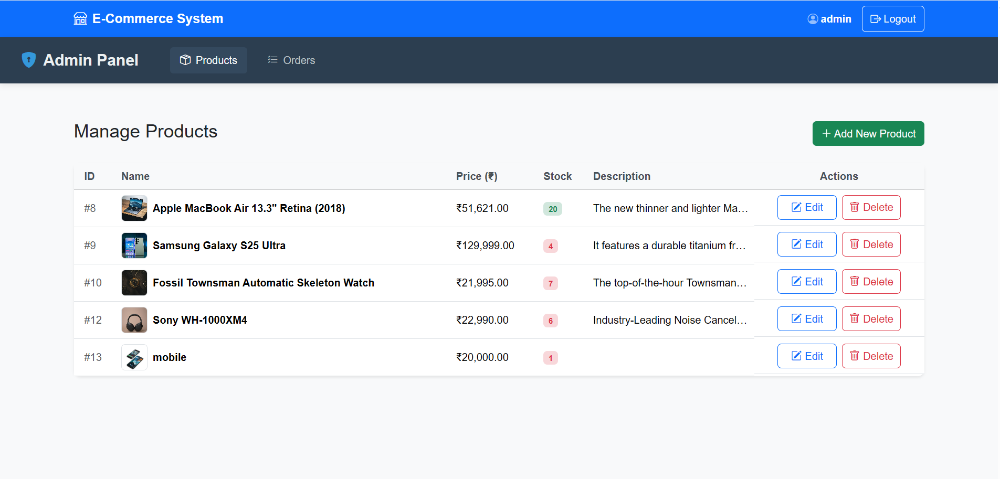 E-Commerce System admin Logout
Admin Panel Products Orders
Manage Products
+ Add New Product
ID Name Price (₹) Stock Description Actions
#8 Apple MacBook Air 13.3" Retina (2018) ₹51,621.00 20 The new thinner and lighter Ma... Edit Delete
#9 Samsung Galaxy S25 Ultra ₹129,999.00 4 It features a durable titanium fr... Edit Delete
#10 Fossil Townsman Automatic Skeleton Watch ₹21,995.00 7 The top-of-the-hour Townsman... Edit Delete
#12 Sony WH-1000XM4 ₹22,990.00 6 Industry-Leading Noise Cancel... Edit Delete
#13 mobile ₹20,000.00 1 Edit Delete